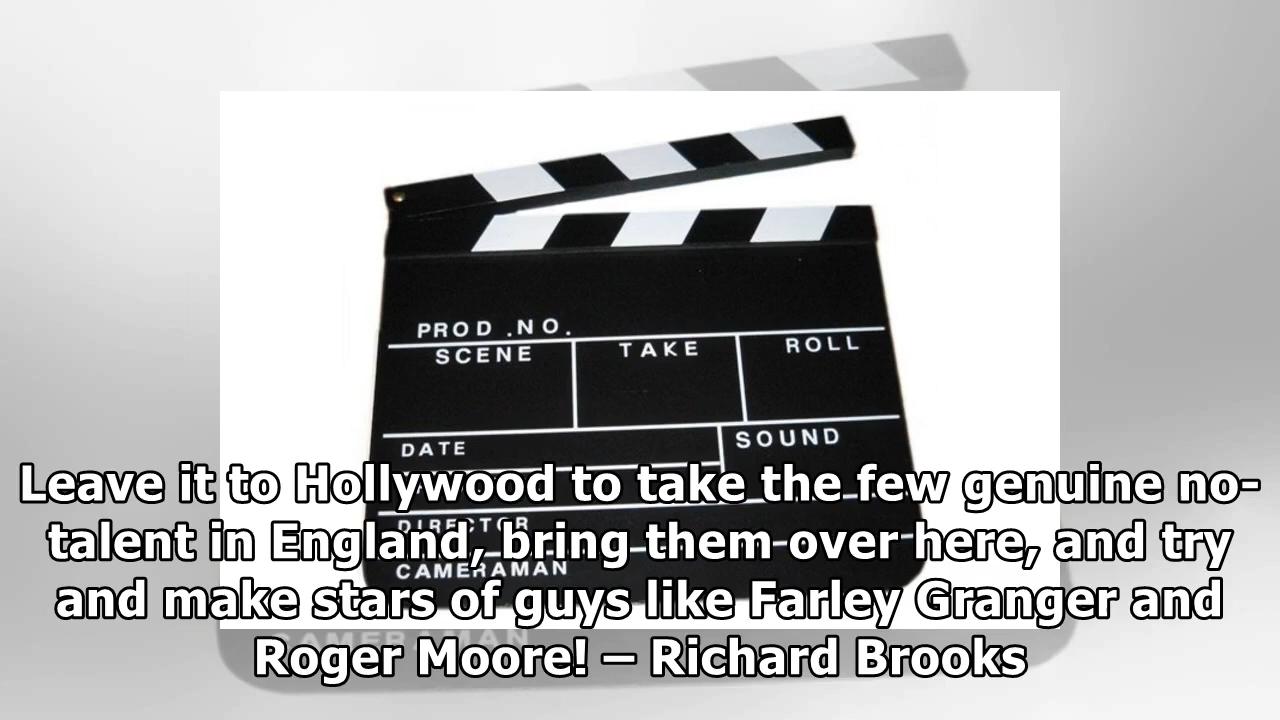 PROD .NO.
SCENE TAKE ROLL
DATE SOUND
Leave it to Hollywood to take the few genuine no-
DIRECTOR
talent in England, bring them over here, and try
CAMERAMAN
and make stars of guys like Farley Granger and
CAMERAMAN
Roger Moore! – Richard Brooks